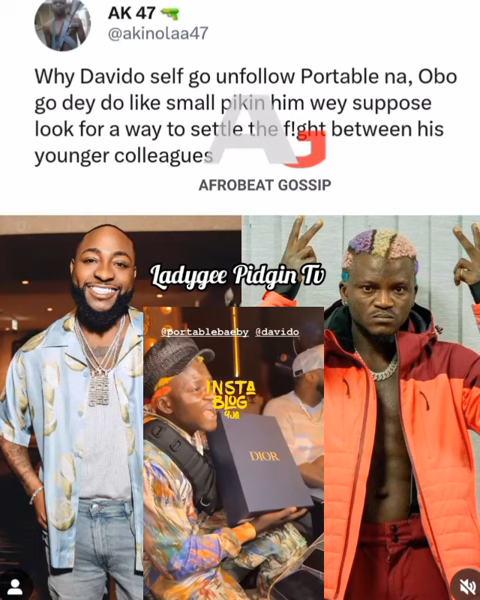 AK 47
@akinolaa47
Why Davido self go unfollow Portable na, Obo
go dey do like small pikin him wey suppose
look for a way to settle the f!ght between his
younger colleagues
AG
AFROBEAT GOSSIP
Ladygee Pidgin Tv
@portablebaeby @davido
INSTA
BLOG
9JA
DIOR